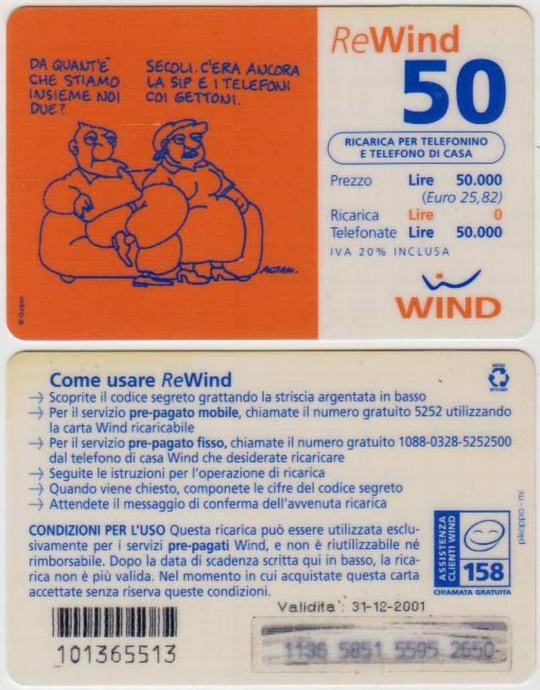 DA QUANT'È
CHE STIAMO
INSIEME NOI
DUE?
SECOLI. C'ERA ANCORA
LA SIP E I TELEFONI
COI GETTONI.
ALTAN.
ReWind
50
RICARICA PER TELEFONINO
E TELEFONO DI CASA
Prezzo Lire 50.000
(Euro 25,82)
Ricarica Lire 0
Telefonate Lire 50.000
IVA 20% INCLUSA
WIND
Come usare ReWind
Scoprite il codice segreto grattando la striscia argentata in basso
Per il servizio pre-pagato mobile, chiamate il numero gratuito 5252 utilizzando
la carta Wind ricaricabile
Per il servizio pre-pagato fisso, chiamate il numero gratuito 1088-0328-5252500
dal telefono di casa Wind che desiderate ricaricare
Seguite le istruzioni per l'operazione di ricarica
Quando viene chiesto, componete le cifre del codice segreto
Attendete il messaggio di conferma dell'avvenuta ricarica
CONDIZIONI PER L'USO Questa ricarica può essere utilizzata esclu-
sivamente per i servizi pre-pagati Wind, e non è riutilizzabile né
rimborsabile. Dopo la data di scadenza scritta qui in basso, la rica-
rica non è più valida. Nel momento in cui acquistate questa carta
accettate senza riserva queste condizioni.
ASSISTENZA
CLIENTI WIND
158
CHIAMATA GRATUITA
pikappa - mi
Validita': 31-12-2001
101365513
1136 5851 5595 2650